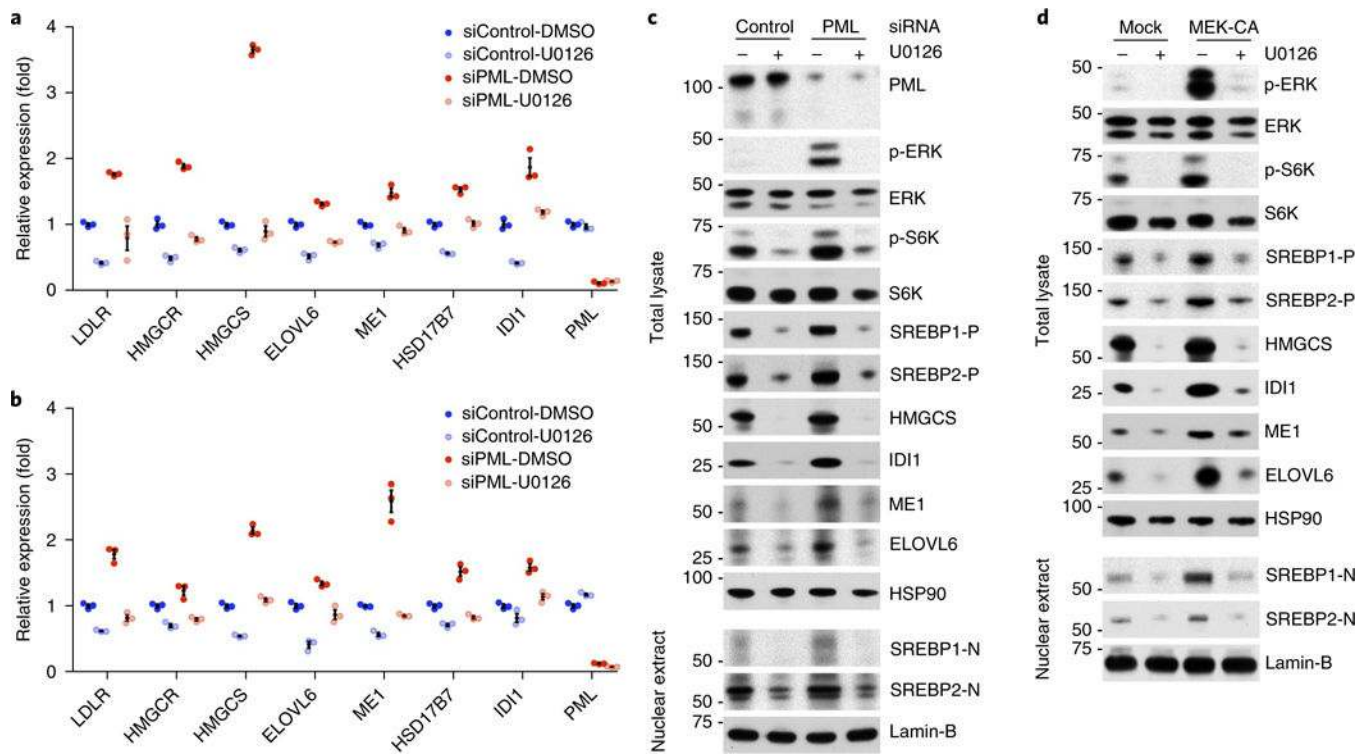 a
Relative expression (fold)
4
3
2
1
0
siControl-DMSO
siControl-U0126
siPML-DMSO
siPML-U0126
LDLR
HMGCR
HMGCS
ELOVL6
ME1
HSD17B7
IDI1
PML
b
Relative expression (fold)
4
3
2
1
0
siControl-DMSO
siControl-U0126
siPML-DMSO
siPML-U0126
LDLR
HMGCR
HMGCS
ELOVL6
ME1
HSD17B7
IDI1
PML
c
Control PML siRNA
– + – + U0126
Total lysate
100 PML
50 p-ERK
50 ERK
75 p-S6K
75 S6K
150 SREBP1-P
150 SREBP2-P
50 HMGCS
25 IDI1
50 ME1
25 ELOVL6
100 HSP90
Nuclear extract
50 SREBP1-N
50 SREBP2-N
75 Lamin-B
d
Mock MEK-CA
– + – + U0126
Total lysate
50 p-ERK
50 ERK
75 p-S6K
75 S6K
150 SREBP1-P
150 SREBP2-P
50 HMGCS
25 IDI1
50 ME1
25 ELOVL6
100 HSP90
Nuclear extract
50 SREBP1-N
50 SREBP2-N
75 Lamin-B